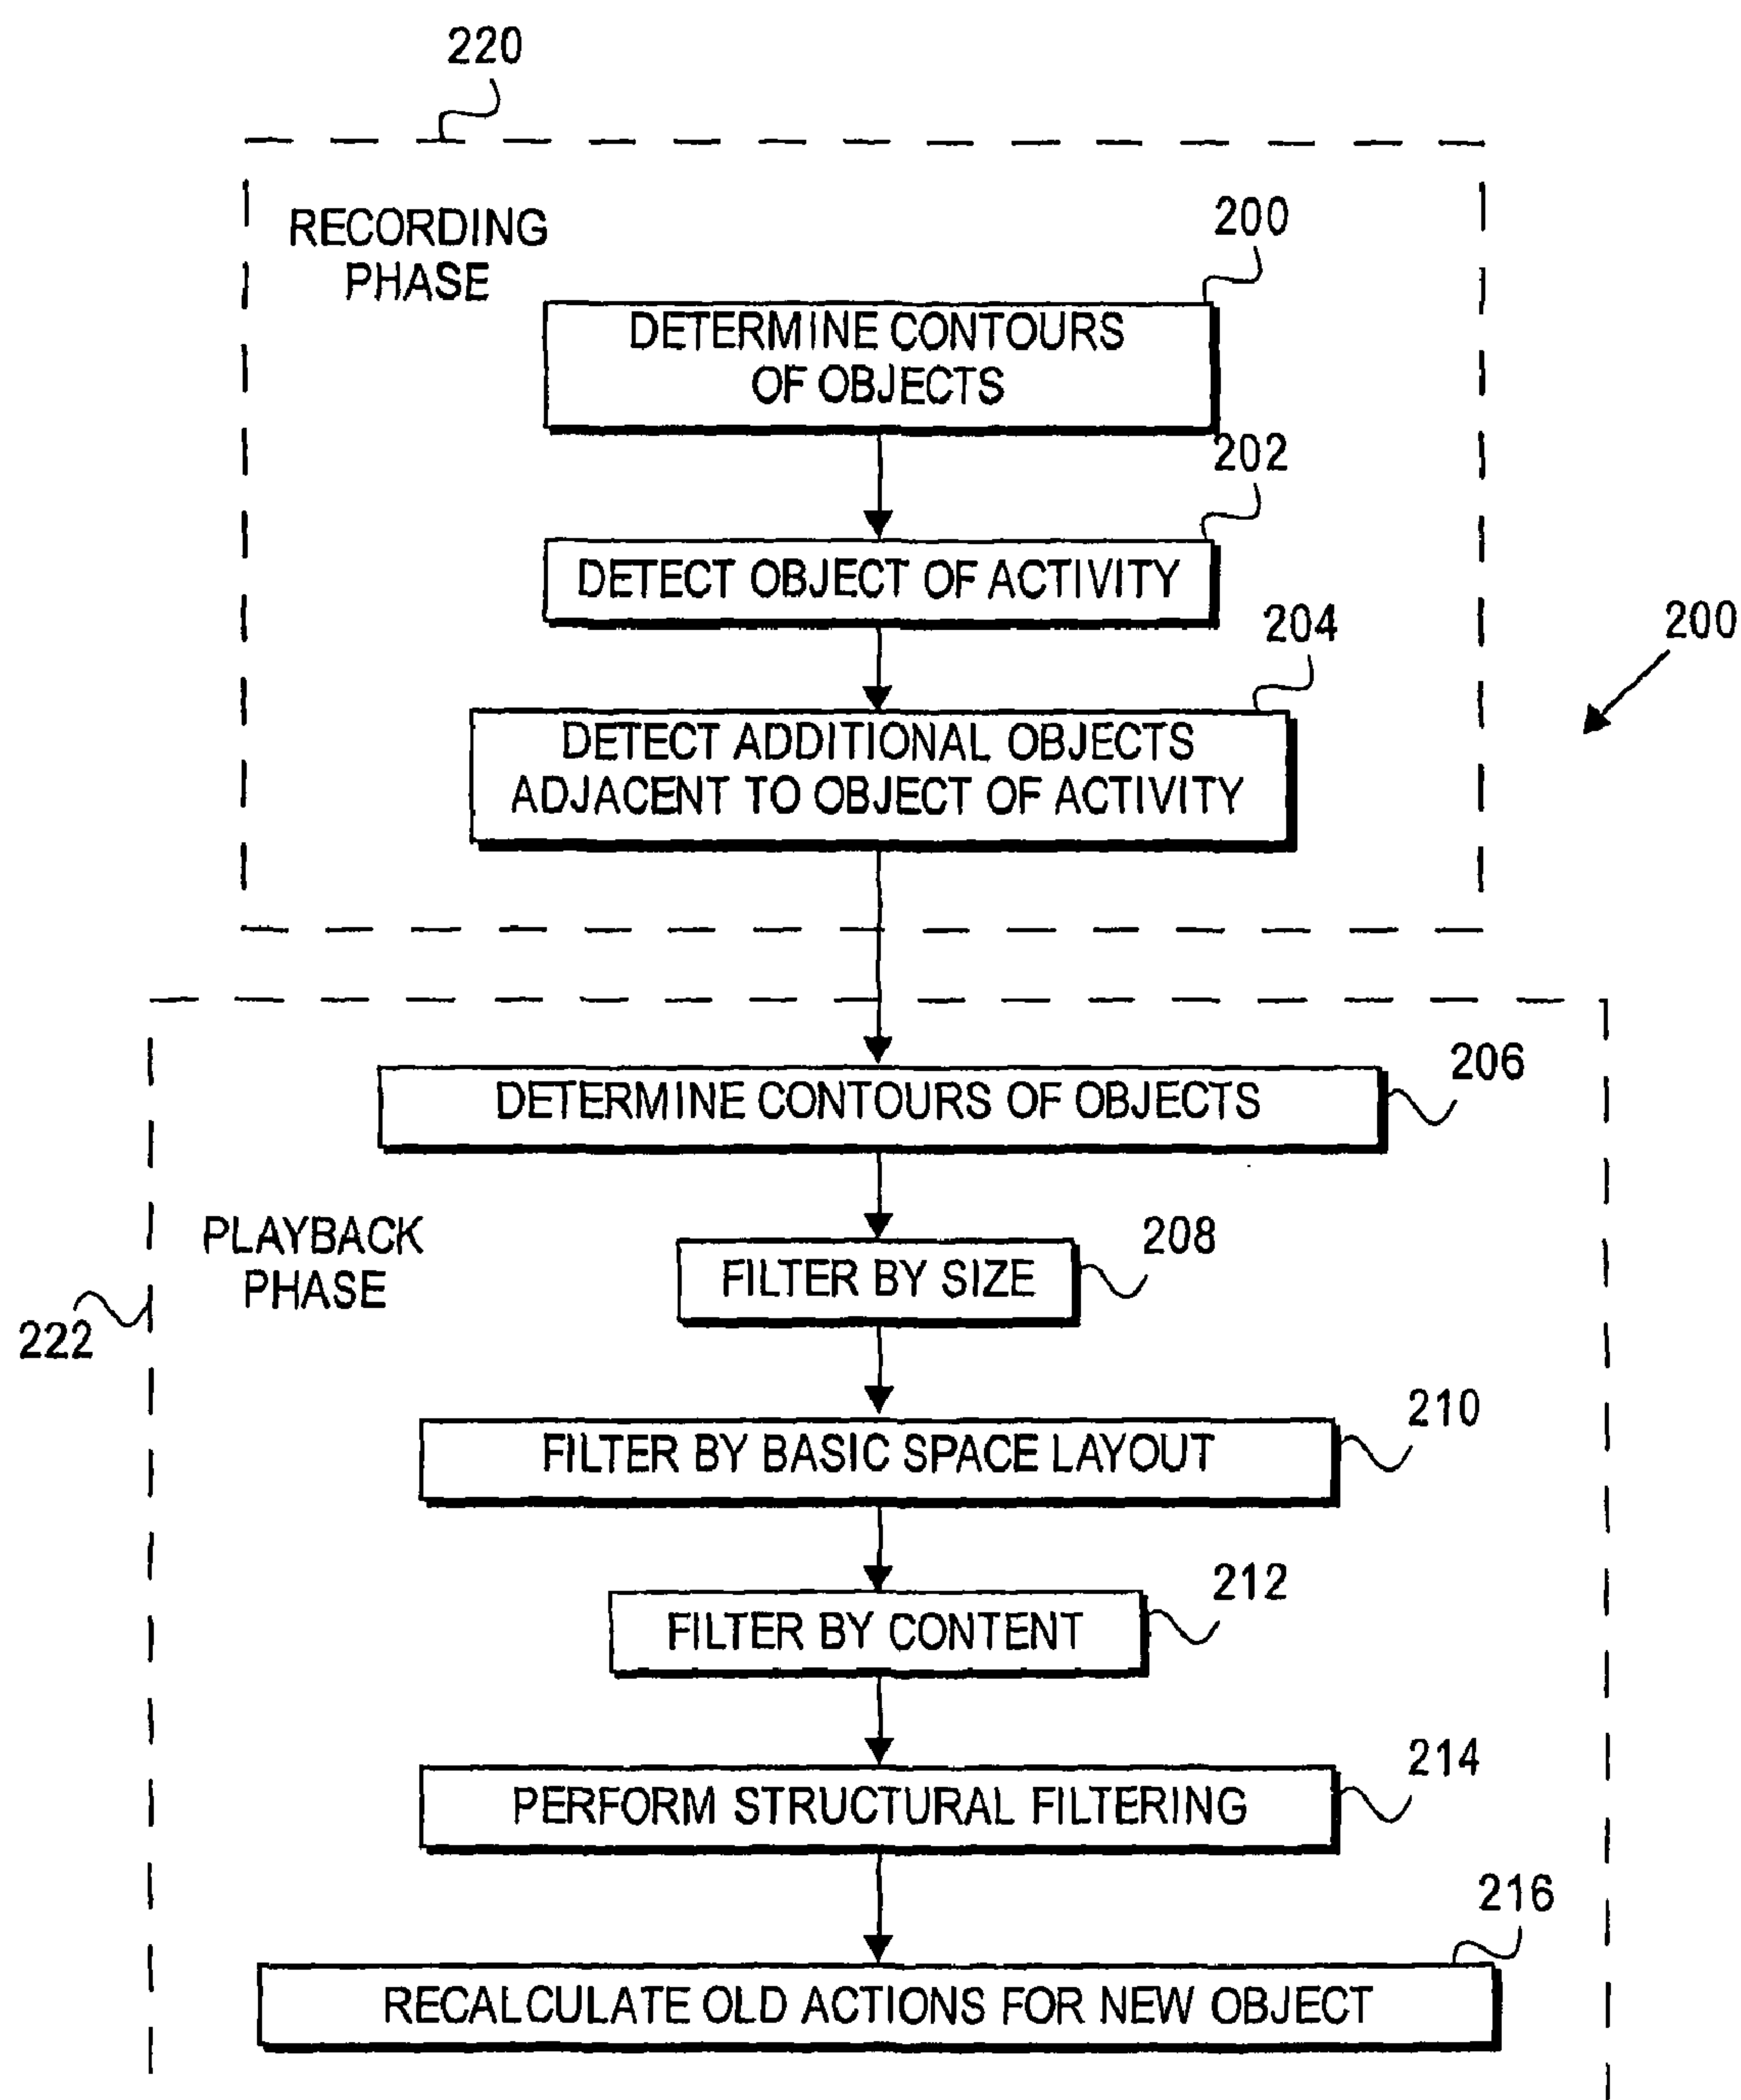 220
RECORDING
PHASE
200
DETERMINE CONTOURS
OF OBJECTS
202
DETECT OBJECT OF ACTIVITY
204
200
DETECT ADDITIONAL OBJECTS
ADJACENT TO OBJECT OF ACTIVITY
206
DETERMINE CONTOURS OF OBJECTS
PLAYBACK
PHASE
208
FILTER BY SIZE
222
210
FILTER BY BASIC SPACE LAYOUT
212
FILTER BY CONTENT
214
PERFORM STRUCTURAL FILTERING
216
RECALCULATE OLD ACTIONS FOR NEW OBJECT